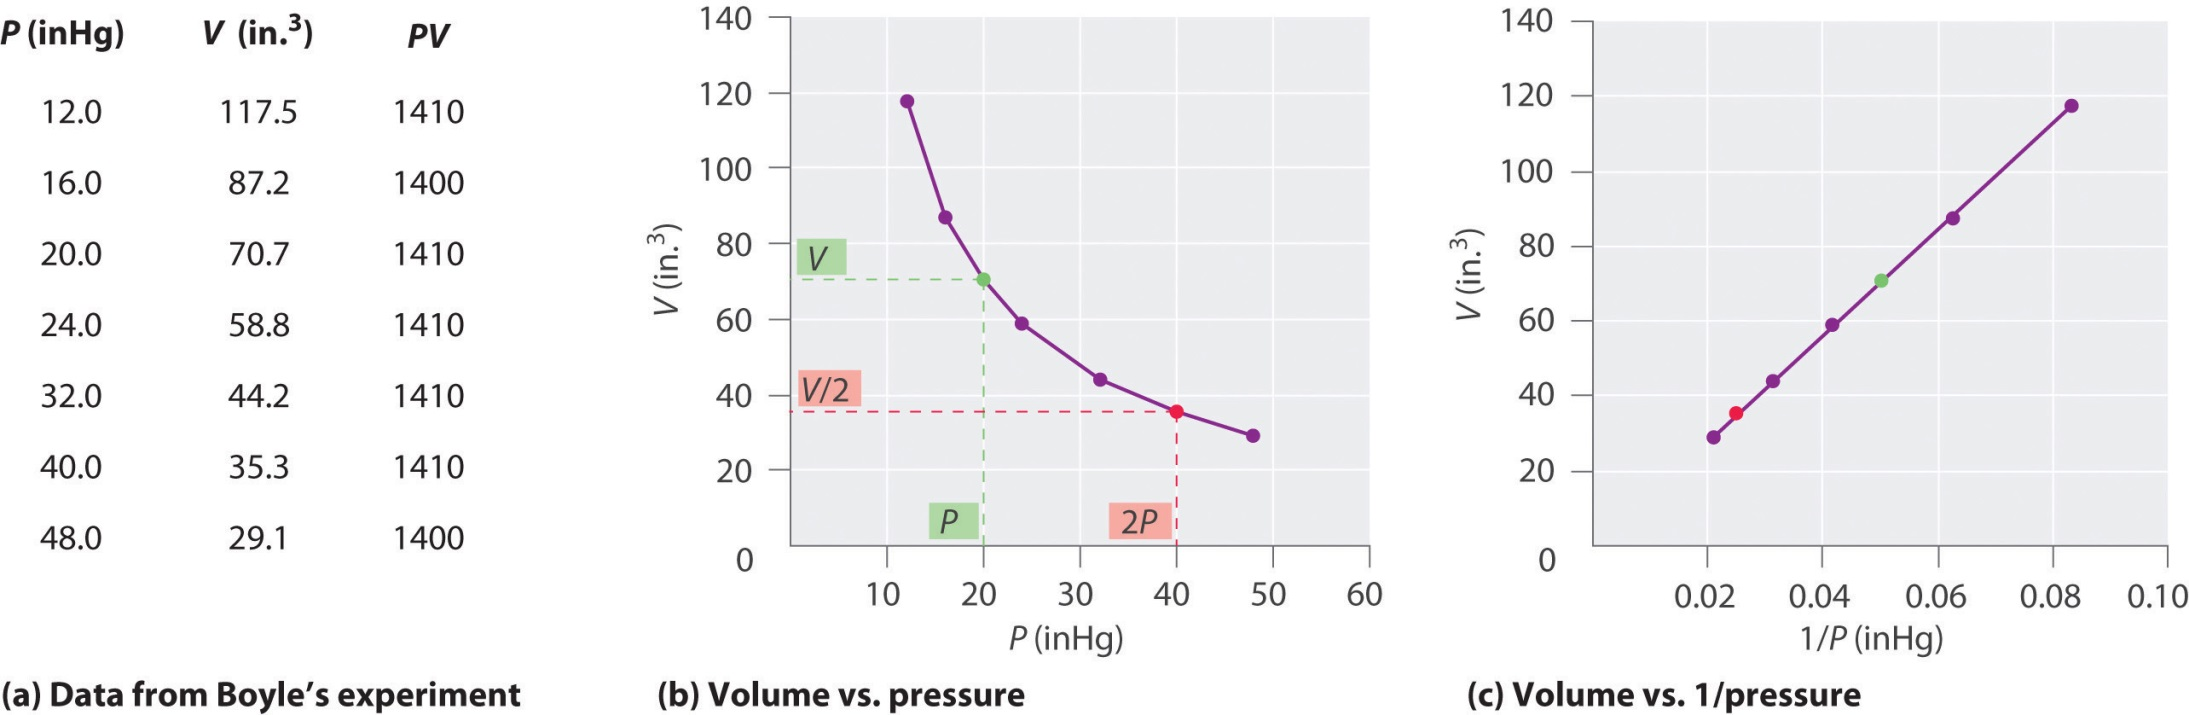 P (inHg) V (in.³) PV
12.0 117.5 1410
16.0 87.2 1400
20.0 70.7 1410
24.0 58.8 1410
32.0 44.2 1410
40.0 35.3 1410
48.0 29.1 1400
(a) Data from Boyle’s experiment
140
120
100
80
60
40
20
0
V (in.³)
V
V/2
P
2P
10 20 30 40 50 60
P (inHg)
(b) Volume vs. pressure
140
120
100
80
60
40
20
0
V (in.³)
0.02 0.04 0.06 0.08 0.10
1/P (inHg)
(c) Volume vs. 1/pressure